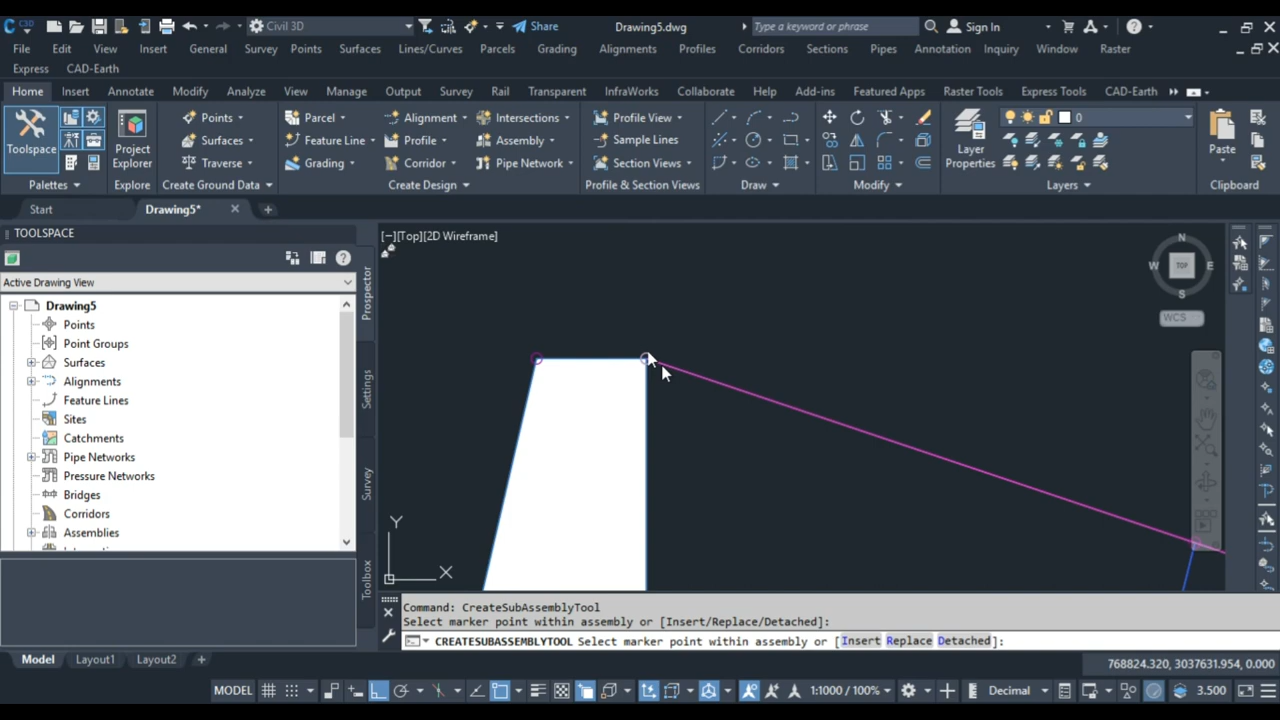 C3D Civil 3D Share Drawing5.dwg Type a keyword or phrase Sign In
File Edit View Insert General Survey Points Surfaces Lines/Curves Parcels Grading Alignments Profiles Corridors Sections Pipes Annotation Inquiry Window Raster
Express CAD-Earth
Home Insert Annotate Modify Analyze View Manage Output Survey Rail Transparent InfraWorks Collaborate Help Add-ins Featured Apps Raster Tools Express Tools CAD-Earth
Points Parcel Alignment Intersections Profile View 0
Toolspace Project Explorer Surfaces Feature Line Profile Assembly Sample Lines Layer Properties Paste
Traverse Grading Corridor Pipe Network Section Views
Palettes Explore Create Ground Data Create Design Profile & Section Views Draw Modify Layers Clipboard
Start Drawing5*
TOOLSPACE
[−][Top][2D Wireframe]
N
W TOP E
S
WCS
Active Drawing View
Drawing5
Points
Point Groups
Surfaces
Alignments
Feature Lines
Sites
Catchments
Pipe Networks
Pressure Networks
Bridges
Corridors
Assemblies
Prospector
Settings
Survey
Toolbox
Y
X
Command: CreateSubAssemblyTool
Select marker point within assembly or [Insert/Replace/Detached]:
CREATESUBASSEMBLYTOOL Select marker point within assembly or [Insert Replace Detached]:
Model Layout1 Layout2
768824.320, 3037631.954, 0.000
MODEL 1:1000 / 100% Decimal 3.500